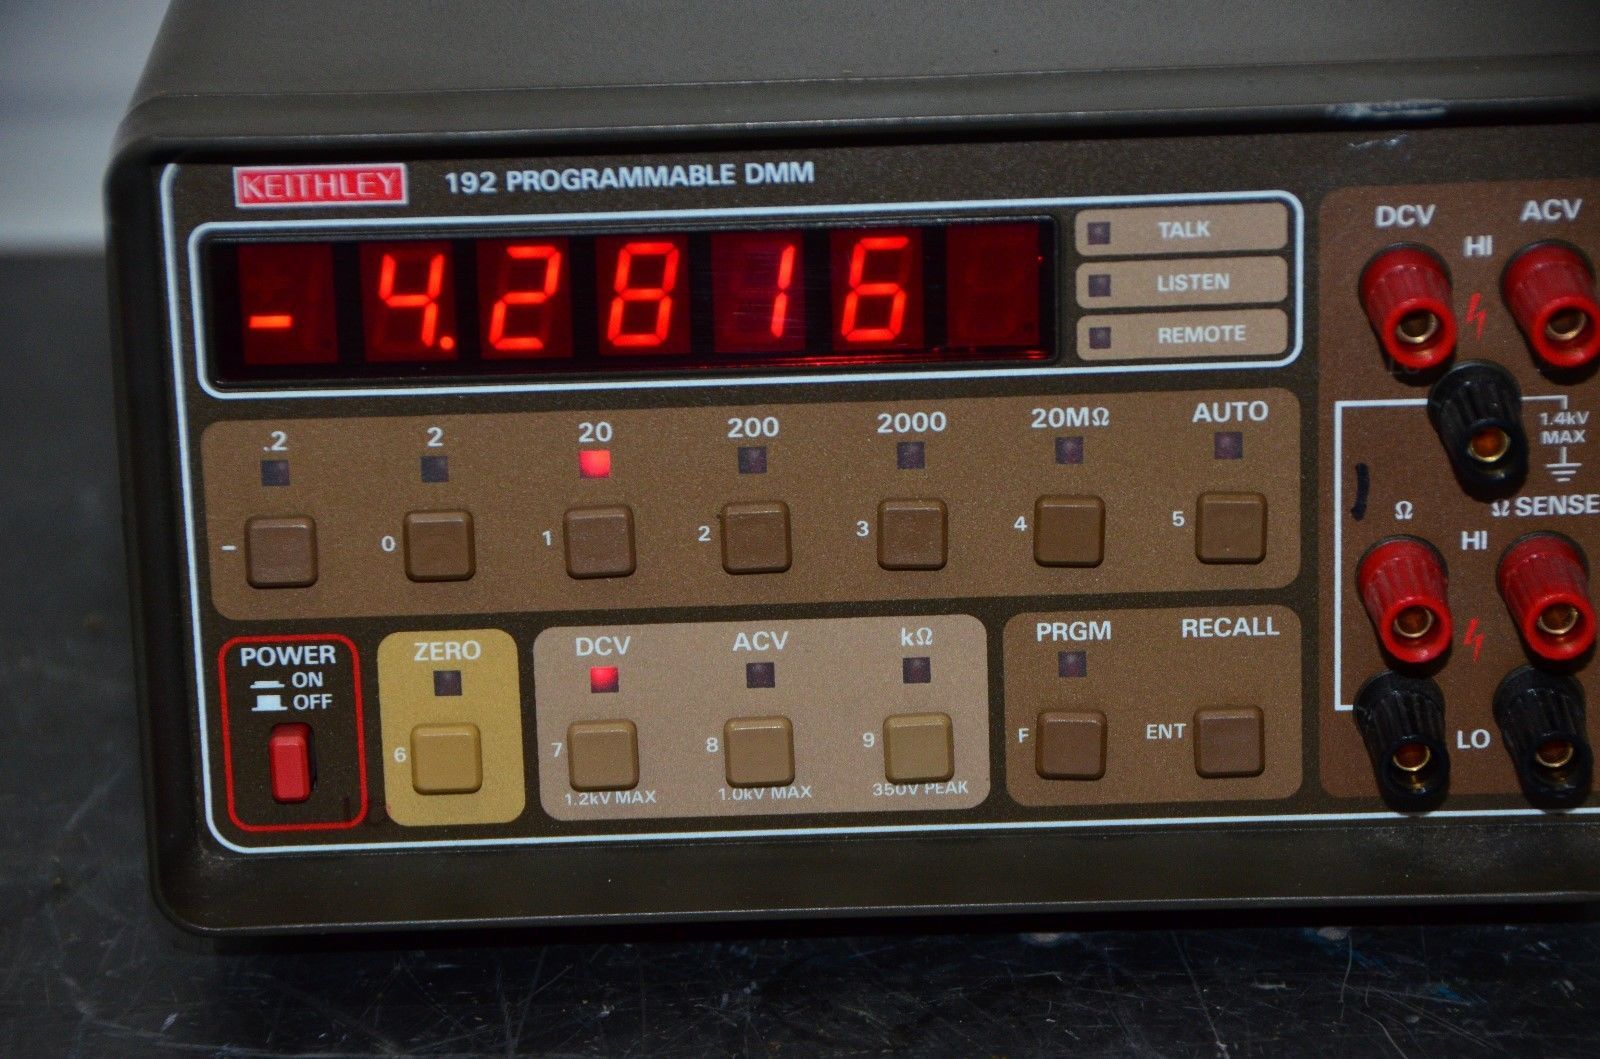 KEITHLEY 192 PROGRAMMABLE DMM
-4.2816
TALK
LISTEN
REMOTE
DCV ACV
HI
1.4kV
MAX
.2 2 20 200 2000 20MΩ AUTO
- 0 1 2 3 4 5
Ω Ω SENSE
HI
LO
POWER
ON
OFF
ZERO
6
DCV ACV kΩ
7 8 9
1.2kV MAX 1.0kV MAX 350V PEAK
PRGM RECALL
F ENT